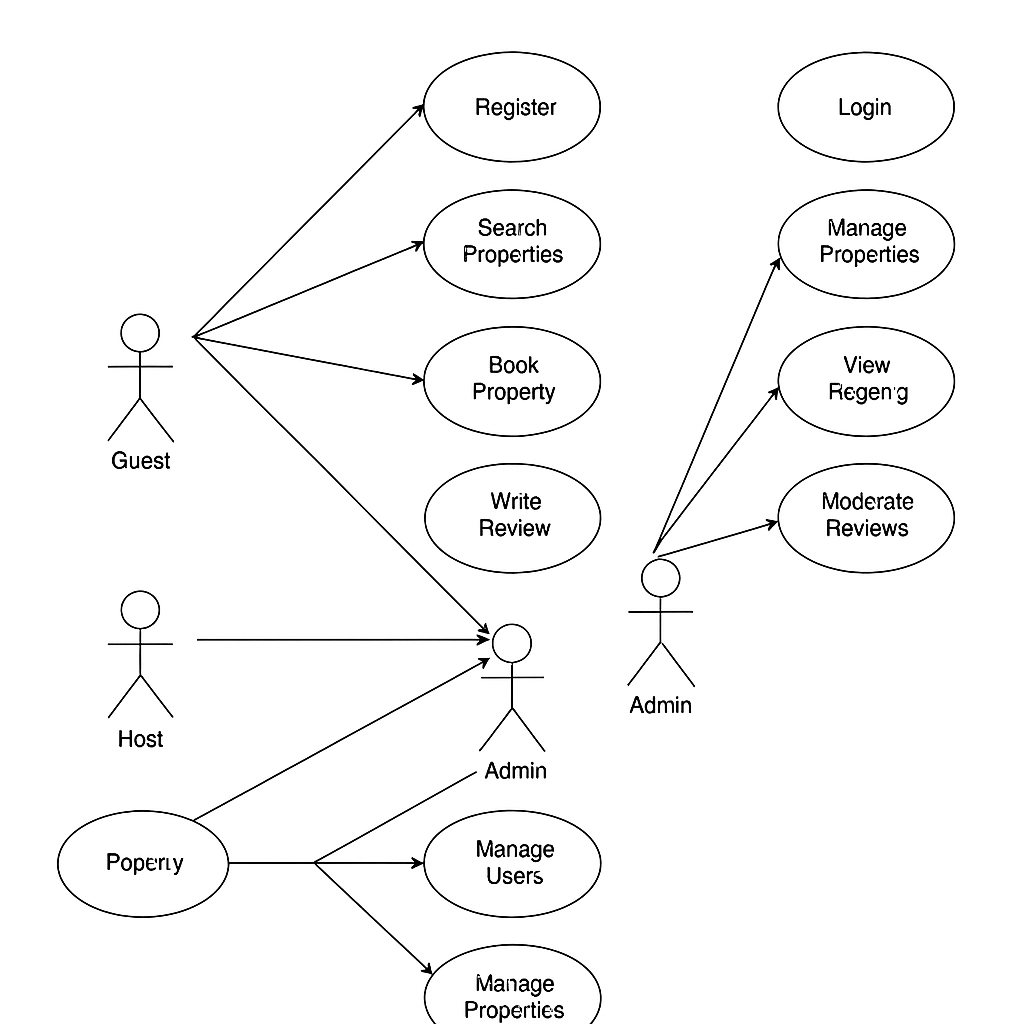 Register
Login
Search
Properties
Manage
Properties
Book
Property
View
Regeng
Guest
Write
Review
Moderate
Reviews
Admin
Host
Admin
Poperty
Manage
Users
Manage
Properties